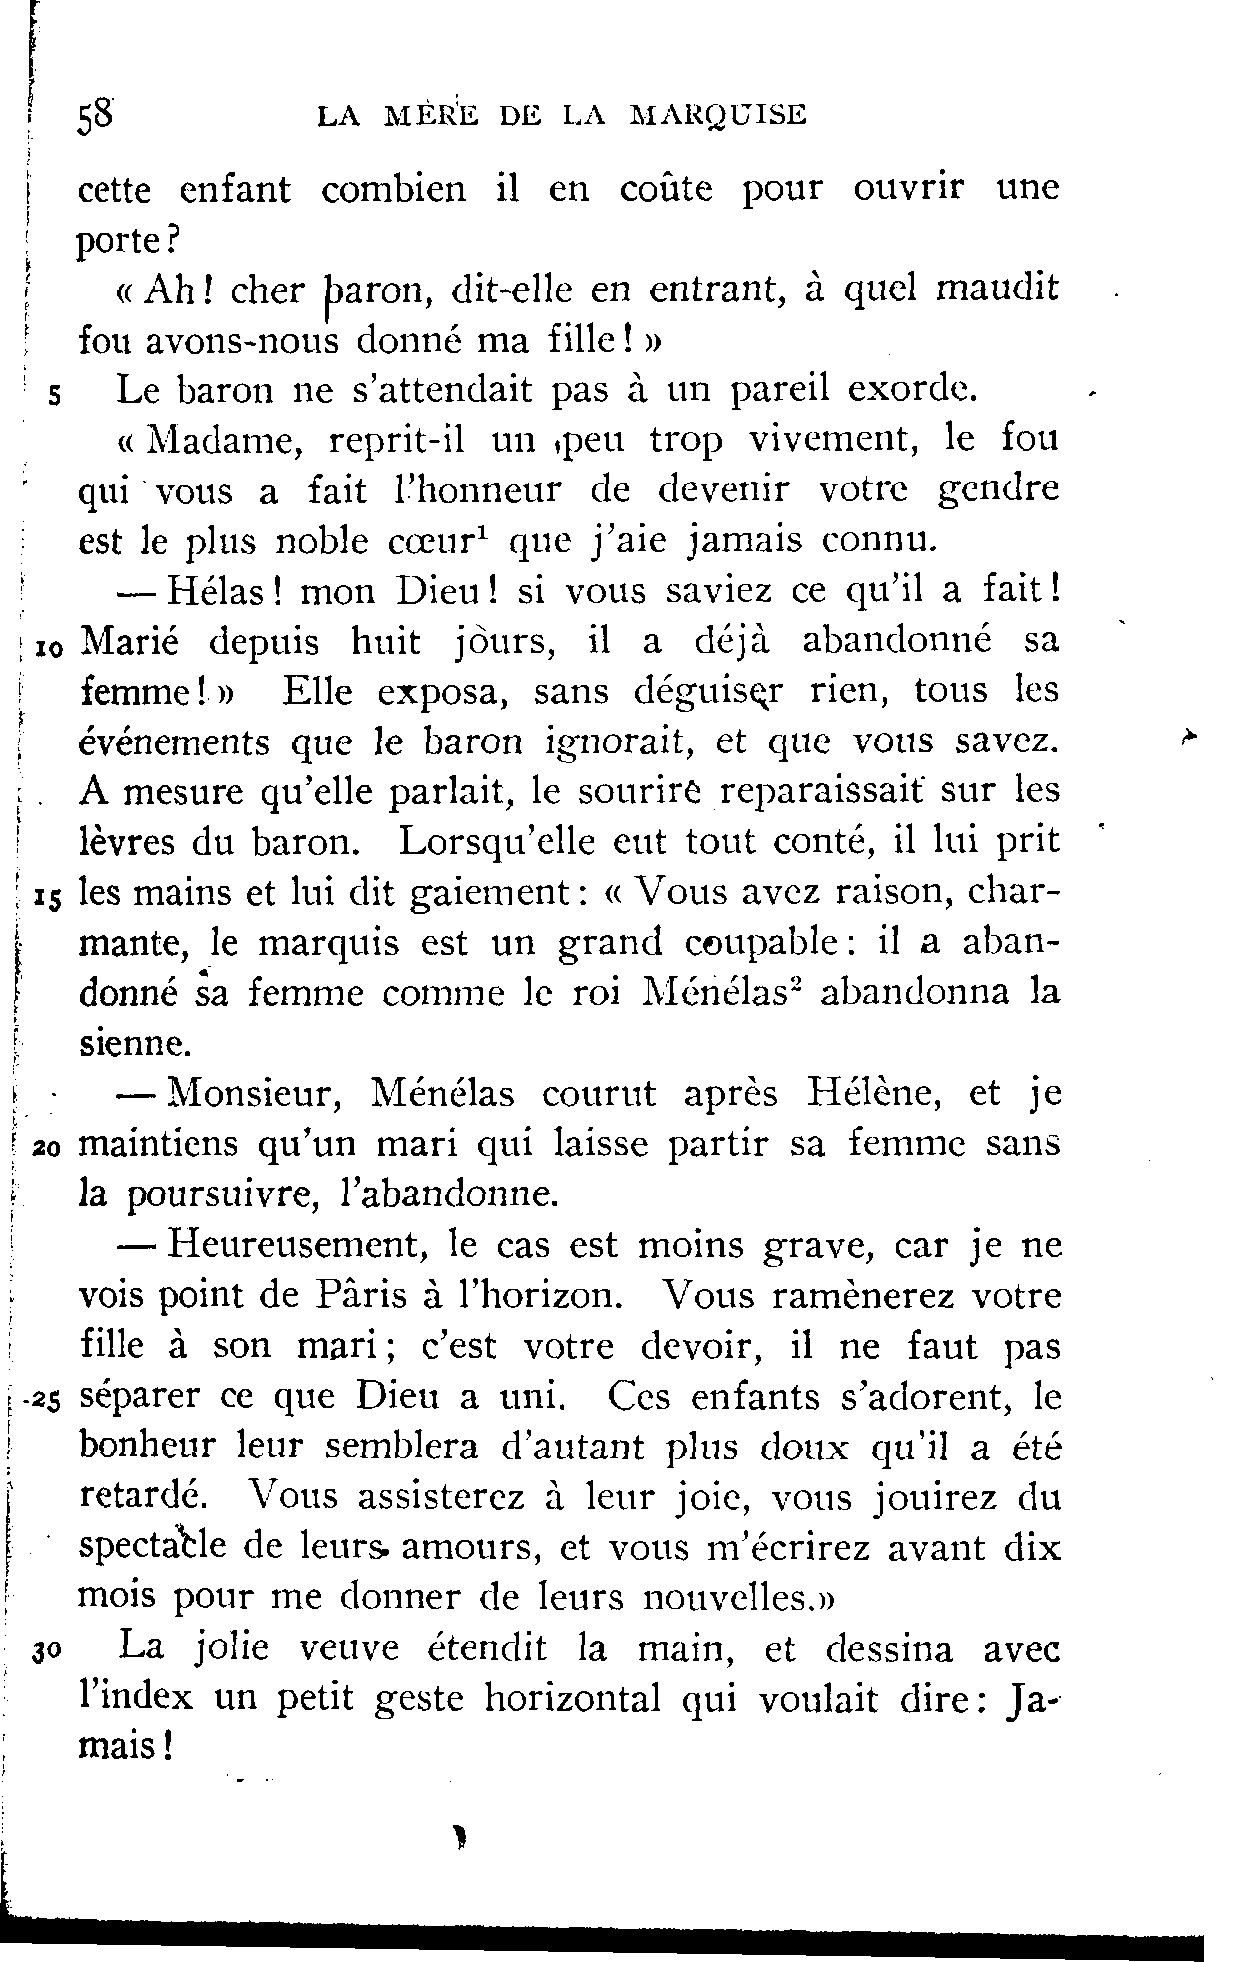 58 LA MÈRE DE LA MARQUISE
cette enfant combien il en coûte pour ouvrir une
porte?
« Ah! cher baron, dit-elle en entrant, à quel maudit
fou avons-nous donné ma fille! »
5 Le baron ne s'attendait pas à un pareil exorde.
« Madame, reprit-il un peu trop vivement, le fou
qui vous a fait l'honneur de devenir votre gendre
est le plus noble cœur¹ que j'aie jamais connu.
— Hélas! mon Dieu! si vous saviez ce qu'il a fait!
10 Marié depuis huit jours, il a déjà abandonné sa
femme! » Elle exposa, sans déguiser rien, tous les
événements que le baron ignorait, et que vous savez.
A mesure qu'elle parlait, le sourire reparaissait sur les
lèvres du baron. Lorsqu'elle eut tout conté, il lui prit
15 les mains et lui dit gaiement: « Vous avez raison, char-
mante, le marquis est un grand coupable: il a aban-
donné sa femme comme le roi Ménélas² abandonna la
sienne.
— Monsieur, Ménélas courut après Hélène, et je
20 maintiens qu'un mari qui laisse partir sa femme sans
la poursuivre, l'abandonne.
— Heureusement, le cas est moins grave, car je ne
vois point de Pâris à l'horizon. Vous ramènerez votre
fille à son mari; c'est votre devoir, il ne faut pas
25 séparer ce que Dieu a uni. Ces enfants s'adorent, le
bonheur leur semblera d'autant plus doux qu'il a été
retardé. Vous assisterez à leur joie, vous jouirez du
spectacle de leurs amours, et vous m'écrirez avant dix
mois pour me donner de leurs nouvelles.»
30 La jolie veuve étendit la main, et dessina avec
l'index un petit geste horizontal qui voulait dire: Ja-
mais!